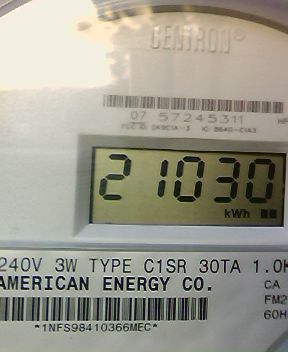 CENTRON®
07 57245311
21030
kWh
240V 3W TYPE C1SR 30TA 1.0K
AMERICAN ENERGY CO.
CA
FM2
60H
*1NFS98410366MEC*